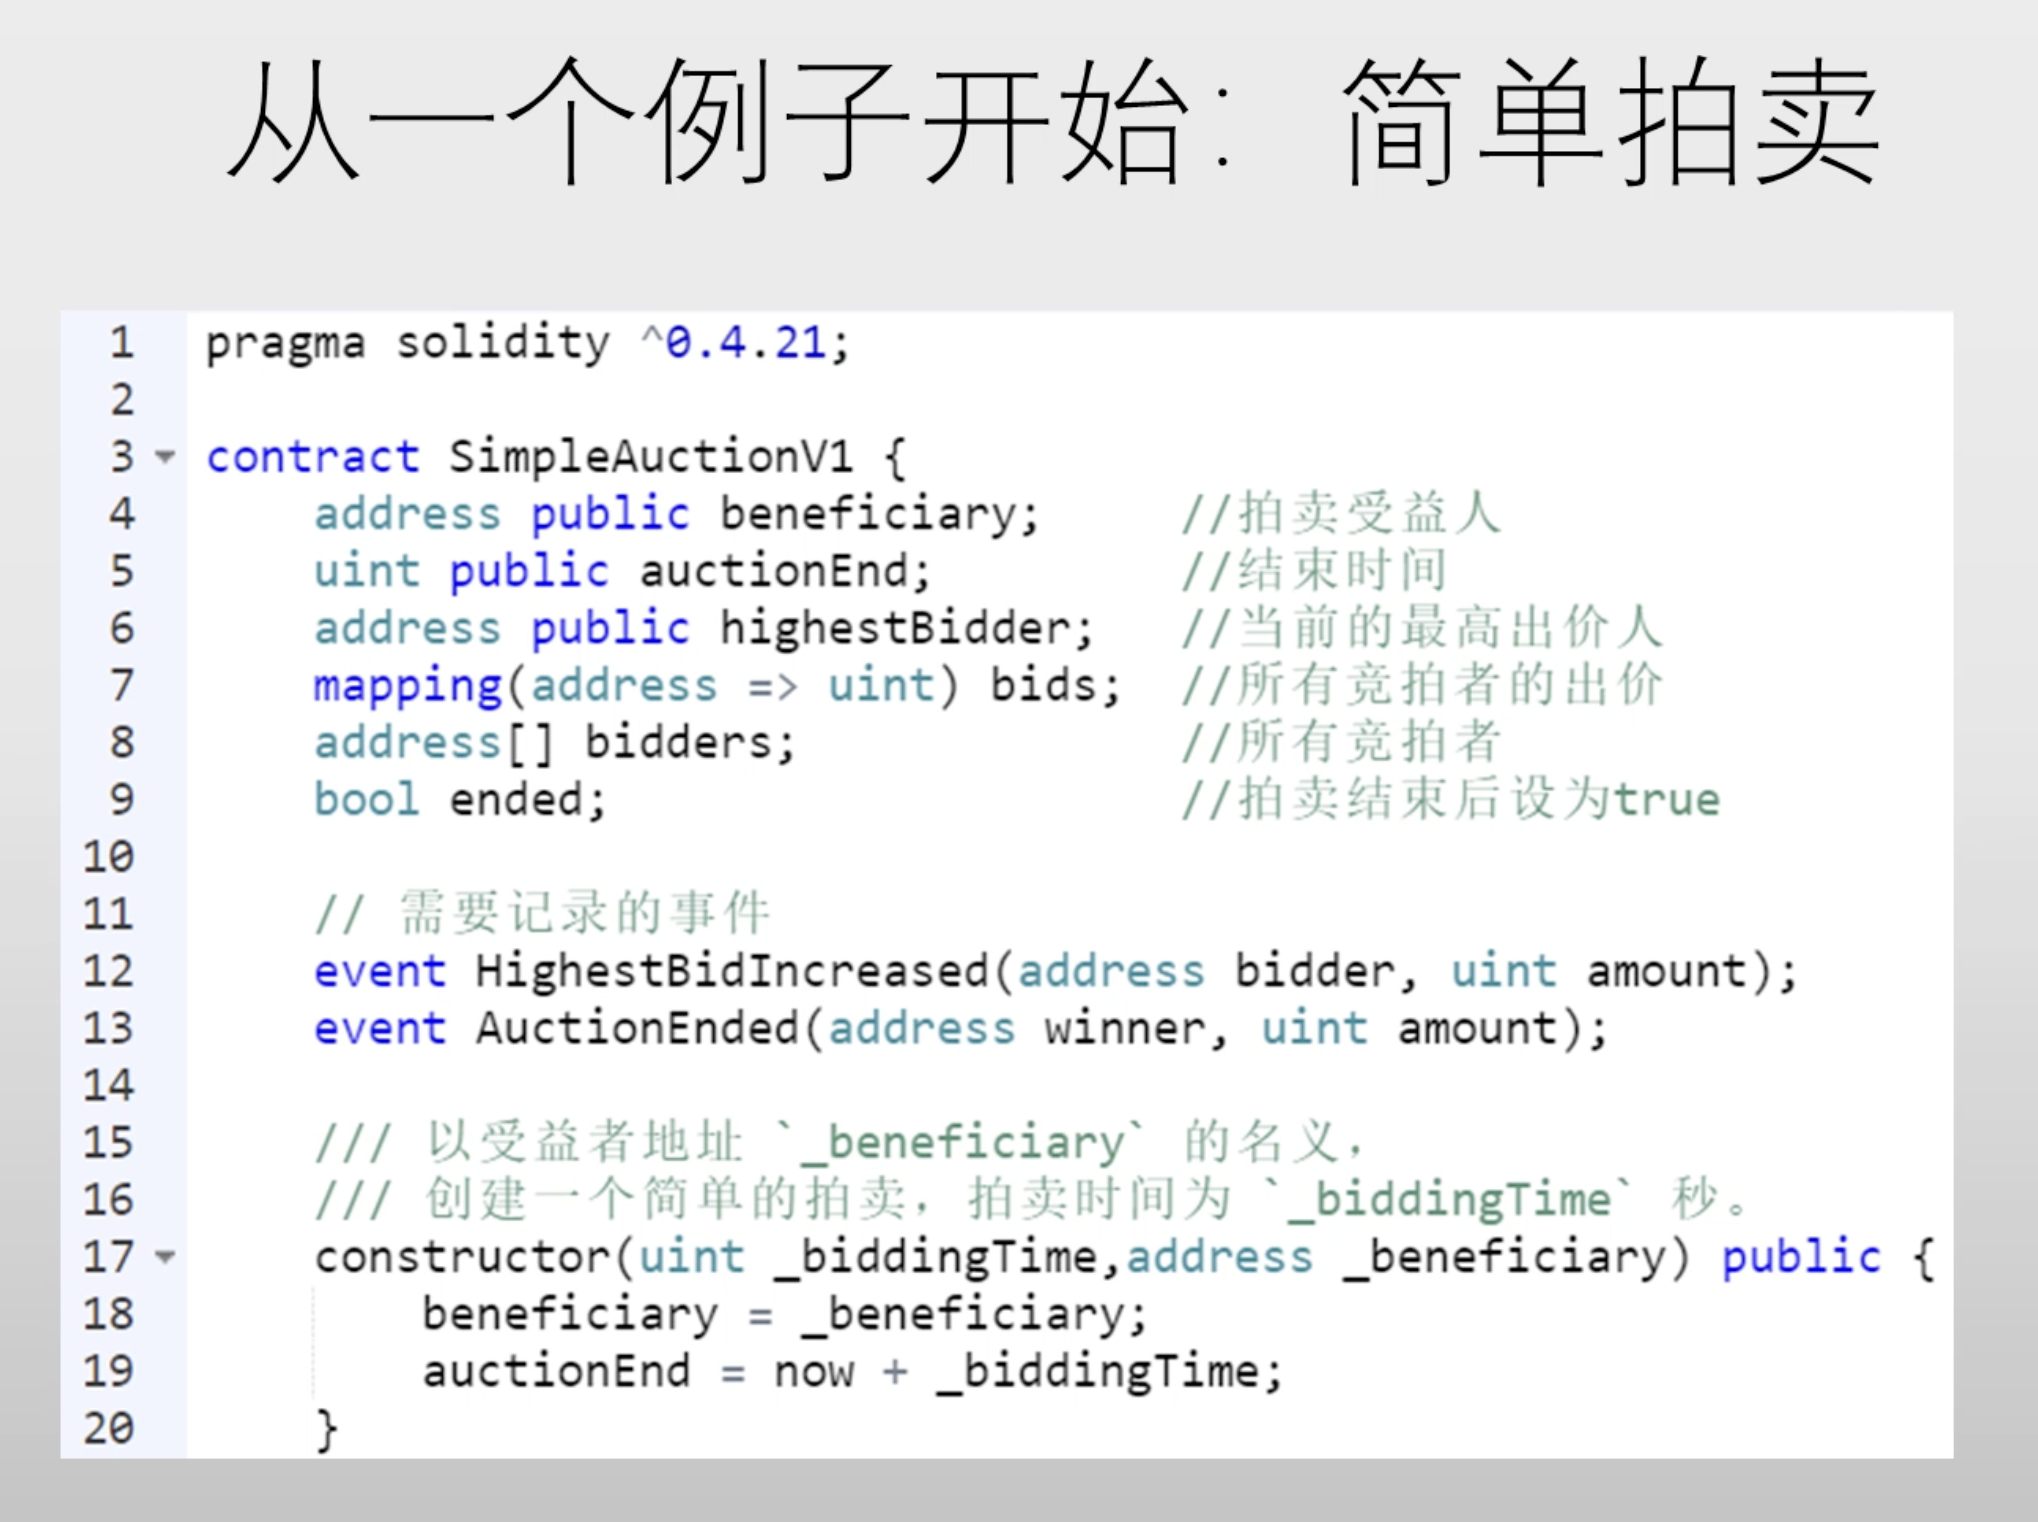 从一个例子开始：简单拍卖
1 pragma solidity ^0.4.21;
2
3 contract SimpleAuctionV1 {
4     address public beneficiary;     //拍卖受益人
5     uint public auctionEnd;         //结束时间
6     address public highestBidder;   //当前的最高出价人
7     mapping(address => uint) bids;  //所有竞拍者的出价
8     address[] bidders;              //所有竞拍者
9     bool ended;                     //拍卖结束后设为true
10
11     // 需要记录的事件
12     event HighestBidIncreased(address bidder, uint amount);
13     event AuctionEnded(address winner, uint amount);
14
15     /// 以受益者地址 `_beneficiary` 的名义，
16     /// 创建一个简单的拍卖，拍卖时间为 `_biddingTime` 秒。
17     constructor(uint _biddingTime,address _beneficiary) public {
18         beneficiary = _beneficiary;
19         auctionEnd = now + _biddingTime;
20     }